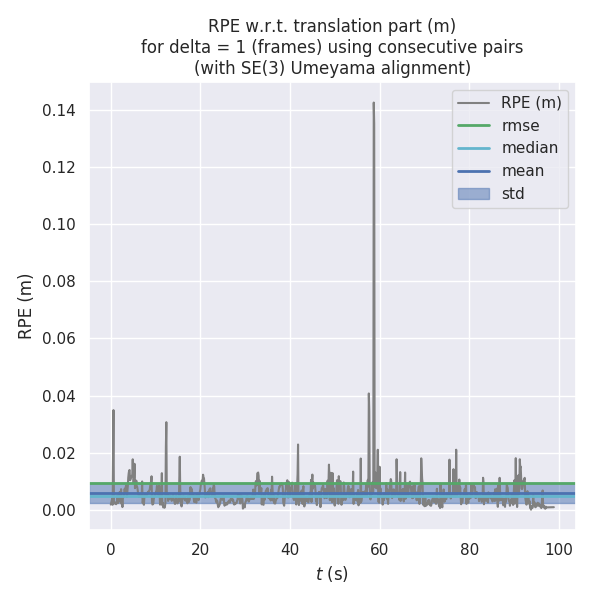 RPE w.r.t. translation part (m)
for delta = 1 (frames) using consecutive pairs
(with SE(3) Umeyama alignment)
RPE (m)
rmse
median
mean
std
0.14
0.12
0.10
0.08
0.06
0.04
0.02
0.00
RPE (m)
0 20 40 60 80 100
t (s)